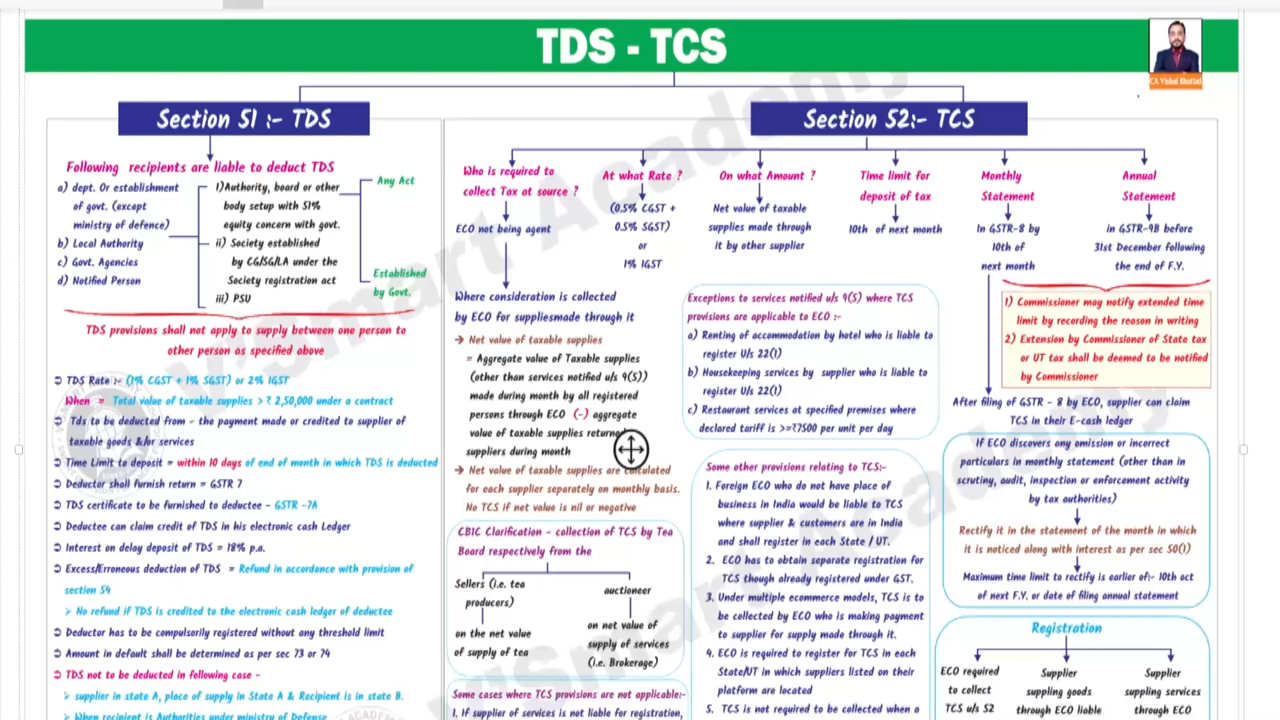 TDS - TCS
CA Vishal Bhattad
Section 51 :- TDS
Following recipients are liable to deduct TDS
a) dept. Or establishment
of govt. (except
ministry of defence)
b) Local Authority
c) Govt. Agencies
d) Notified Person
1)Authority, board or other
body setup with 51%
equity concern with govt.
ii) Society established
by CG/SG/LA under the
Society registration act
iii) PSU
Any Act
Established
by Govt.
TDS provisions shall not apply to supply between one person to
other person as specified above
➲ TDS Rate :- (1% CGST + 1% SGST) or 2% IGST
When = Total value of taxable supplies > ₹ 2,50,000 under a contract
➲ Tds to be deducted from - the payment made or credited to supplier of
taxable goods &/or services
➲ Time Limit to deposit = within 10 days of end of month in which TDS is deducted
➲ Deductor shall furnish return = GSTR 7
➲ TDS certificate to be furnished to deductee - GSTR -7A
➲ Deductee can claim credit of TDS in his electronic cash Ledger
➲ Interest on delay deposit of TDS = 18% p.a.
➲ Excess/Erroneous deduction of TDS = Refund in accordance with provision of
section 54
➢ No refund if TDS is credited to the electronic cash ledger of deductee
➲ Deductor has to be compulsorily registered without any threshold limit
➲ Amount in default shall be determined as per sec 73 or 74
➲ TDS not to be deducted in following case -
➢ supplier in state A, place of supply in State A & Recipient is in state B.
➢ When recipient is Authorities under ministry of Defense
Section 52:- TCS
Who is required to
collect Tax at source ?
ECO not being agent
Where consideration is collected
by ECO for suppliesmade through it
→ Net value of taxable supplies
= Aggregate value of Taxable supplies
(other than services notified u/s 9(5))
made during month by all registered
persons through ECO (-) aggregate
value of taxable supplies returned
suppliers during month
→ Net value of taxable supplies are calculated
for each supplier separately on monthly basis.
No TCS if net value is nil or negative
CBIC Clarification - collection of TCS by Tea
Board respectively from the
Sellers (i.e. tea
producers)
on the net value
of supply of tea
auctioneer
on net value of
supply of services
(i.e. Brokerage)
Some cases where TCS provisions are not applicable:-
1. If supplier of services is not liable for registration,
At what Rate ?
(0.5% CGST +
0.5% SGST)
or
1% IGST
On what Amount ?
Net value of taxable
supplies made through
it by other supplier
Exceptions to services notified u/s 9(5) where TCS
provisions are applicable to ECO :-
a) Renting of accommodation by hotel who is liable to
register U/s 22(1)
b) Housekeeping services by supplier who is liable to
register U/s 22(1)
c) Restaurant services at specified premises where
declared tariff is >=₹7500 per unit per day
Some other provisions relating to TCS:-
1. Foreign ECO who do not have place of
business in India would be liable to TCS
where supplier & customers are in India
and shall register in each State / UT.
2. ECO has to obtain separate registration for
TCS though already registered under GST.
3. Under multiple ecommerce models, TCS is to
be collected by ECO who is making payment
to supplier for supply made through it.
4. ECO is required to register for TCS in each
State/UT in which suppliers listed on their
platform are located
5. TCS is not required to be collected when a
Time limit for
deposit of tax
10th of next month
Monthly
Statement
In GSTR-8 by
10th of
next month
Annual
Statement
in GSTR-9B before
31st December following
the end of F.Y.
1) Commissioner may notify extended time
limit by recording the reason in writing
2) Extension by Commissioner of State tax
or UT tax shall be deemed to be notified
by Commissioner
After filing of GSTR - 8 by ECO, supplier can claim
TCS in their E-cash ledger
If ECO discovers any omission or incorrect
particulars in monthly statement (other than in
scrutiny, audit, inspection or enforcement activity
by tax authorities)
Rectify it in the statement of the month in which
it is noticed along with interest as per sec 50(1)
Maximum time limit to rectify is earlier of:- 10th oct
of next F.Y. or date of filing annual statement
Registration
ECO required
to collect
TCS u/s 52
Supplier
suppling goods
through ECO liable
Supplier
suppling services
through ECO
V'Smart Academy
V'Smart Academy